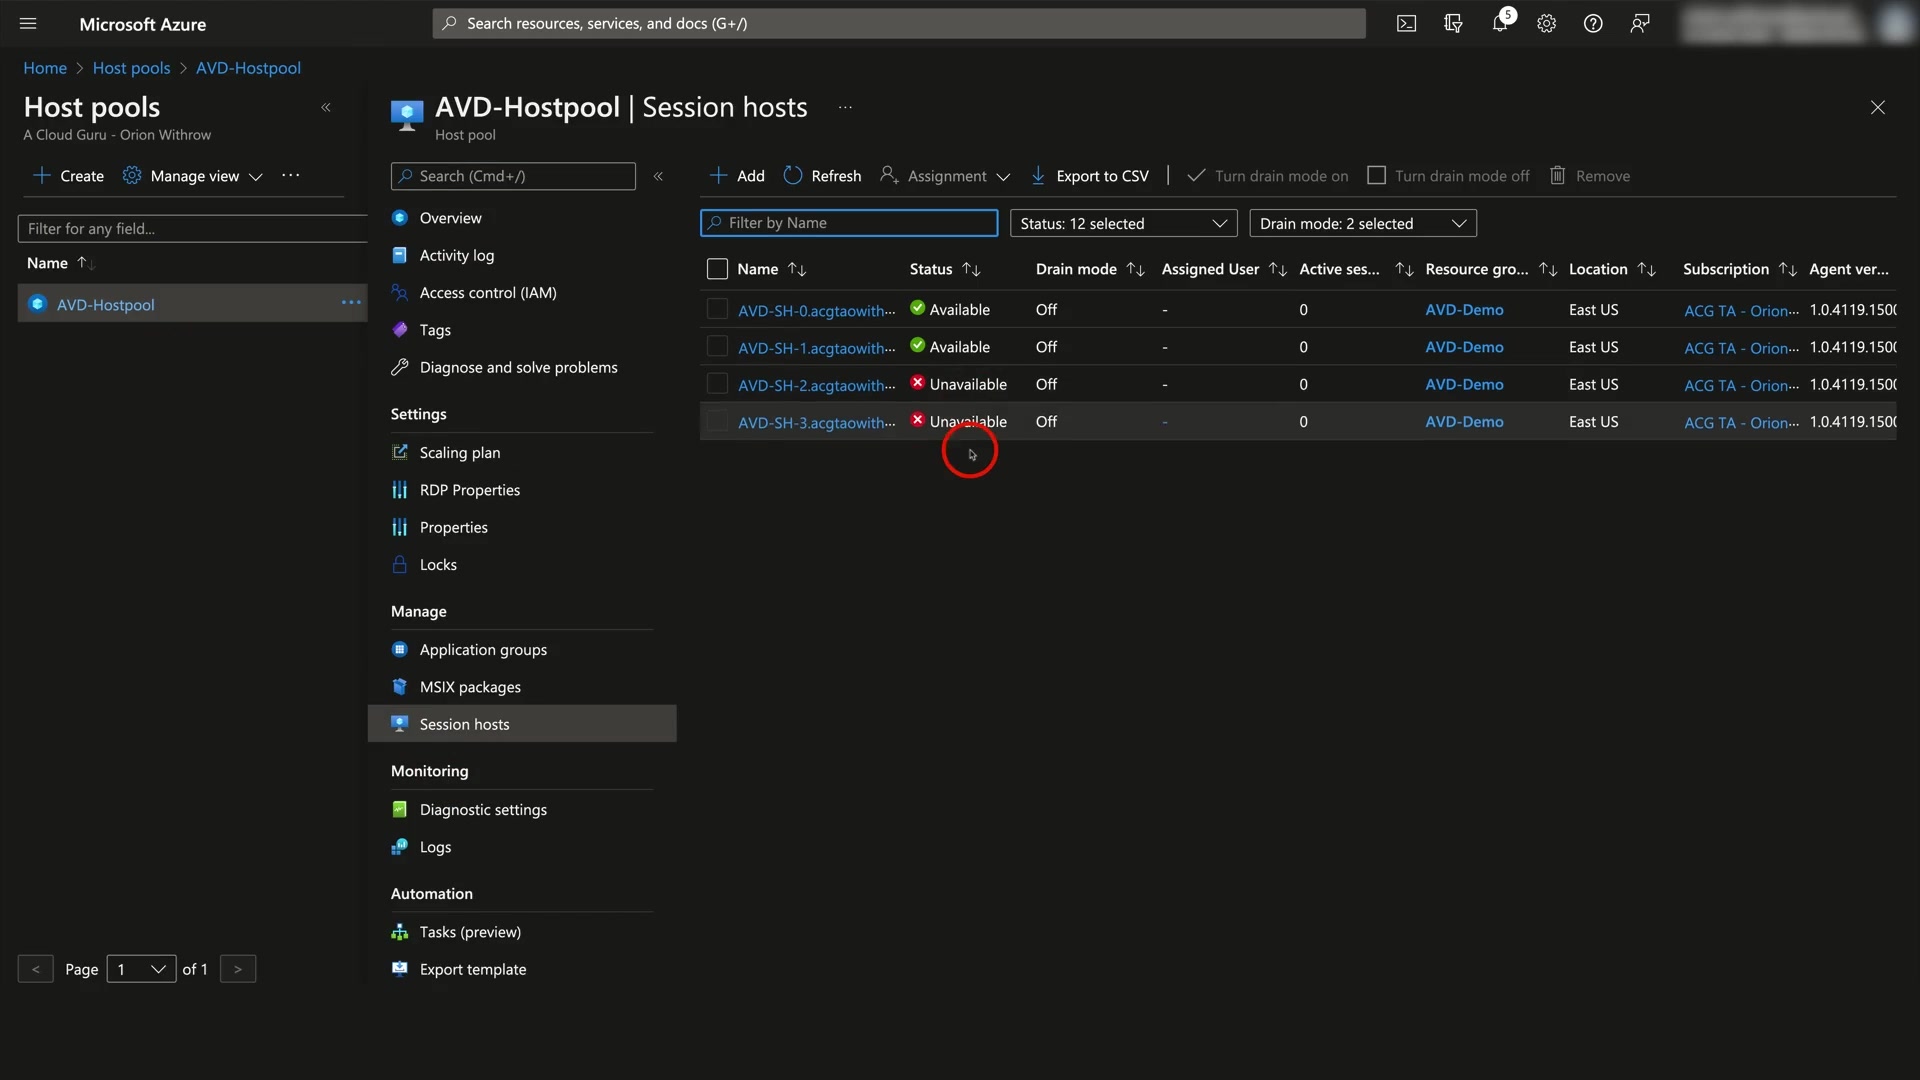 Microsoft Azure
Search resources, services, and docs (G+/)
5
Home > Host pools > AVD-Hostpool
Host pools
A Cloud Guru - Orion Withrow
Create
Manage view
Filter for any field...
Name
AVD-Hostpool
Page 1 of 1
AVD-Hostpool | Session hosts
Host pool
Search (Cmd+/)
Overview
Activity log
Access control (IAM)
Tags
Diagnose and solve problems
Settings
Scaling plan
RDP Properties
Properties
Locks
Manage
Application groups
MSIX packages
Session hosts
Monitoring
Diagnostic settings
Logs
Automation
Tasks (preview)
Export template
Add Refresh Assignment Export to CSV Turn drain mode on Turn drain mode off Remove
Filter by Name Status: 12 selected Drain mode: 2 selected
Name Status Drain mode Assigned User Active ses... Resource gro... Location Subscription Agent ver...
AVD-SH-0.acgtaowith... Available Off - 0 AVD-Demo East US ACG TA - Orion... 1.0.4119.1500
AVD-SH-1.acgtaowith... Available Off - 0 AVD-Demo East US ACG TA - Orion... 1.0.4119.1500
AVD-SH-2.acgtaowith... Unavailable Off - 0 AVD-Demo East US ACG TA - Orion... 1.0.4119.1500
AVD-SH-3.acgtaowith... Unavailable Off - 0 AVD-Demo East US ACG TA - Orion... 1.0.4119.1500